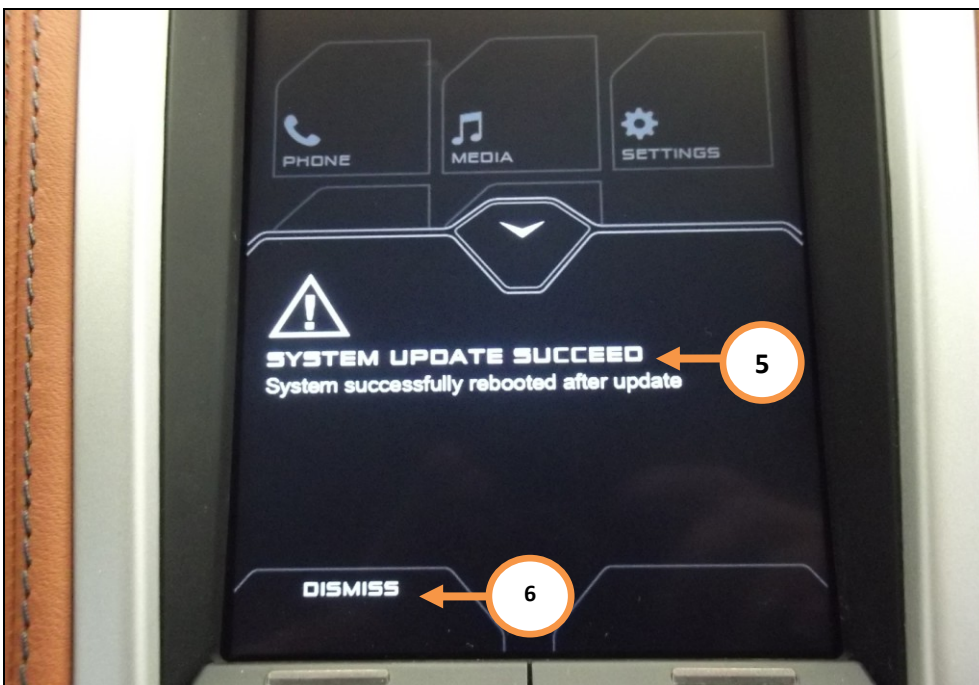 PHONE
MEDIA
SETTINGS
SYSTEM UPDATE SUCCEED
5
System successfully rebooted after update
DISMISS
6